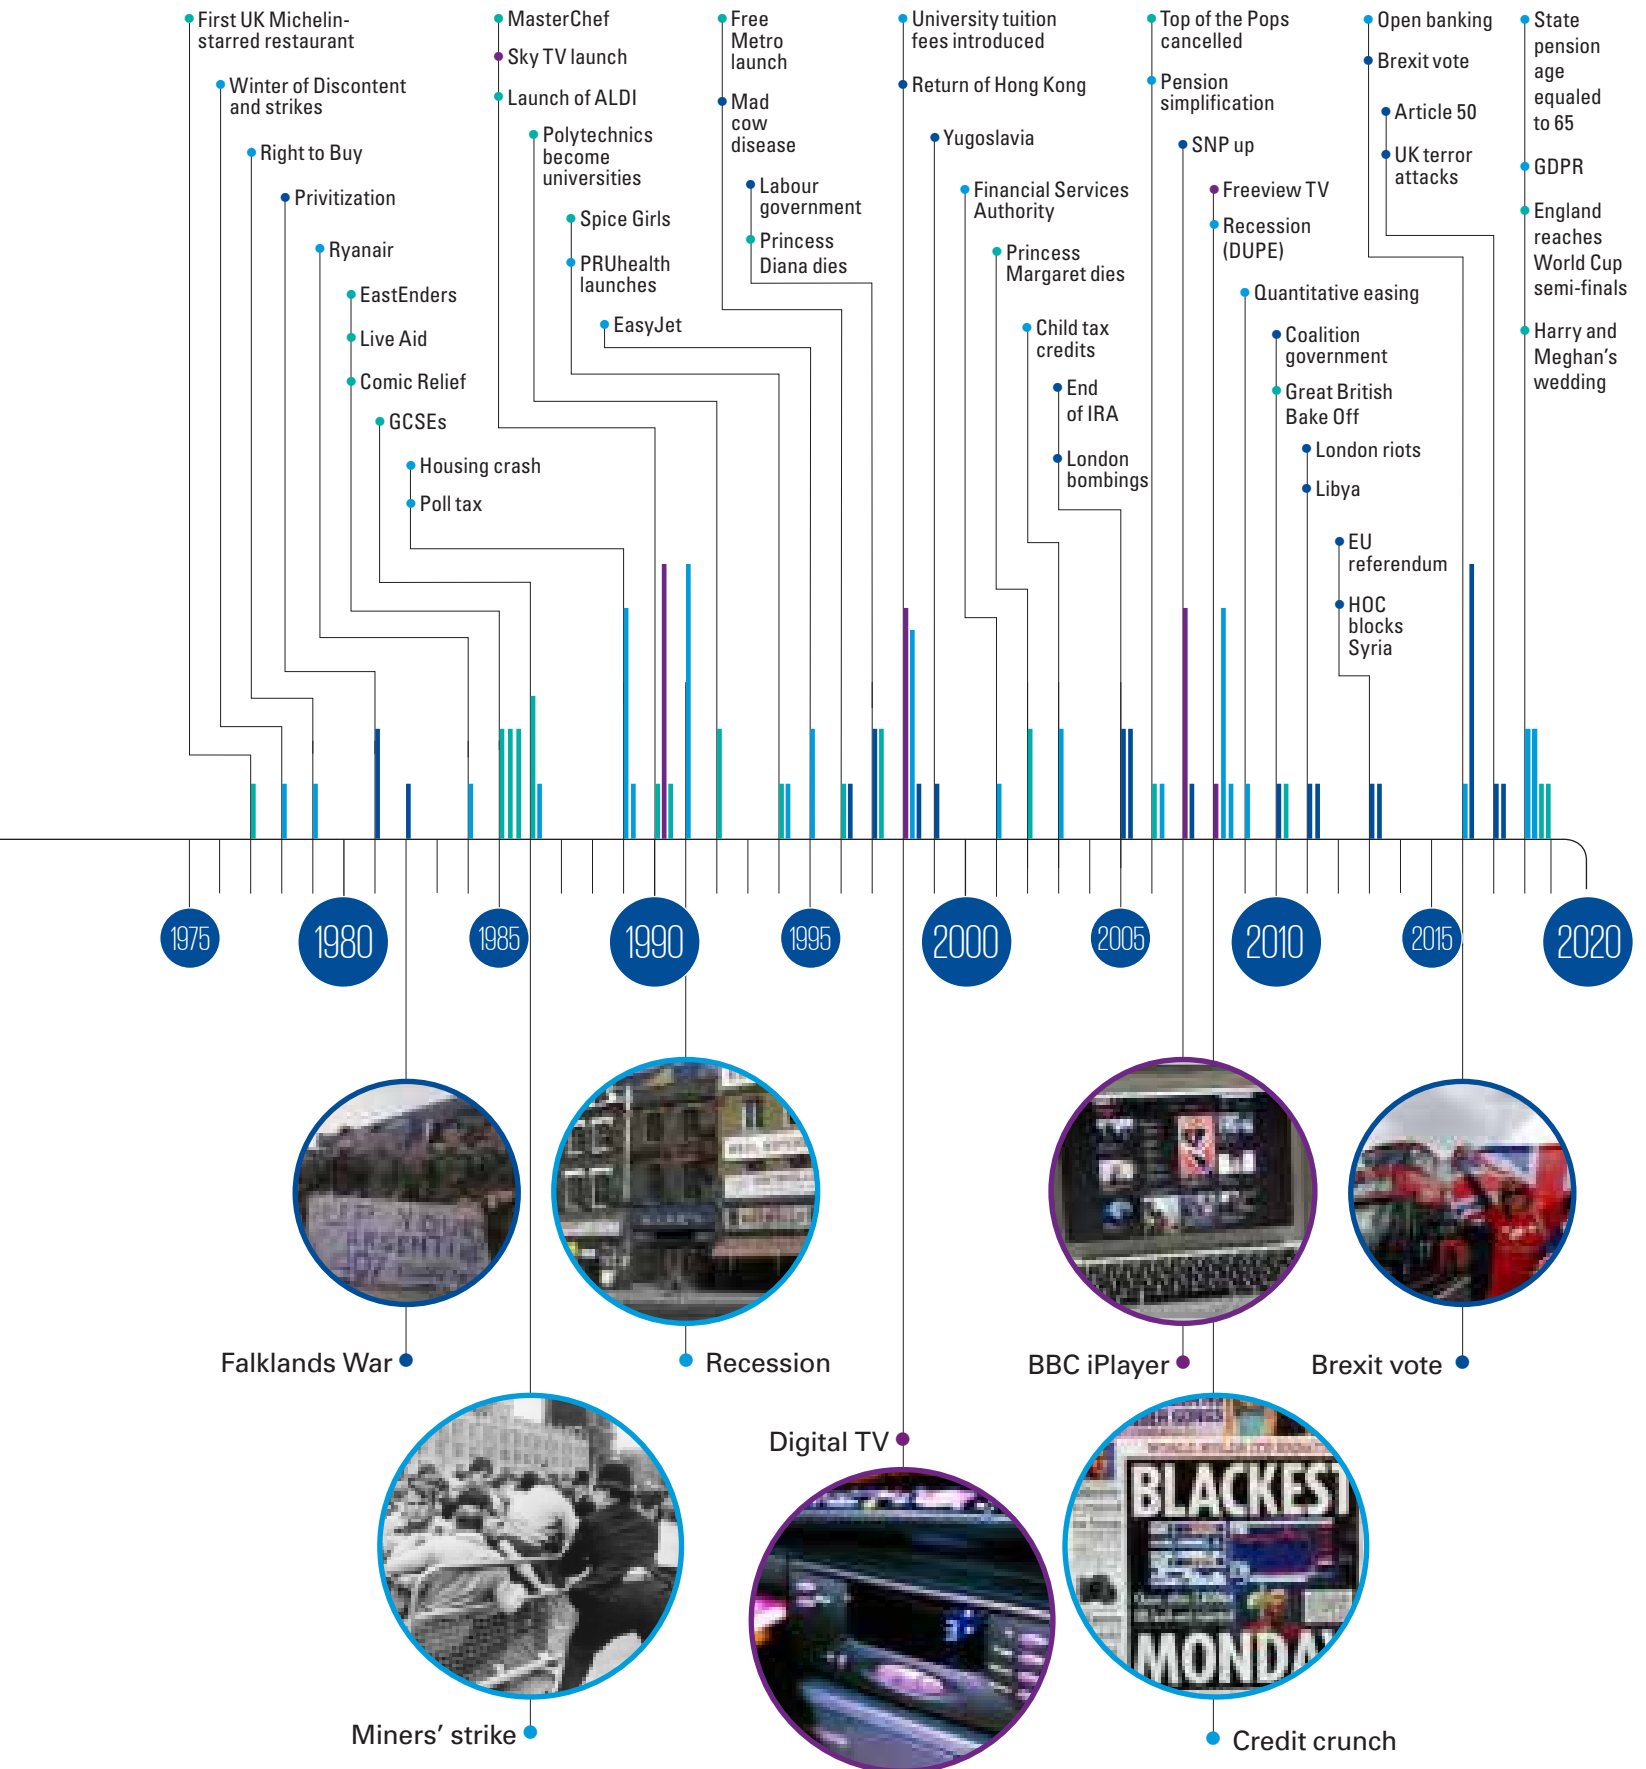 First UK Michelin-
starred restaurant
Winter of Discontent
and strikes
Right to Buy
Privitization
Ryanair
EastEnders
Live Aid
Comic Relief
GCSEs
Housing crash
Poll tax
MasterChef
Sky TV launch
Launch of ALDI
Polytechnics
become
universities
Spice Girls
PRUhealth
launches
EasyJet
Free
Metro
launch
Mad
cow
disease
Labour
government
Princess
Diana dies
University tuition
fees introduced
Return of Hong Kong
Yugoslavia
Financial Services
Authority
Princess
Margaret dies
Child tax
credits
End
of IRA
London
bombings
Top of the Pops
cancelled
Pension
simplification
SNP up
Freeview TV
Recession
(DUPE)
Quantitative easing
Coalition
government
Great British
Bake Off
London riots
Libya
EU
referendum
HOC
blocks
Syria
Open banking
Brexit vote
Article 50
UK terror
attacks
State
pension
age
equaled
to 65
GDPR
England
reaches
World Cup
semi-finals
Harry and
Meghan's
wedding
1975
1980
1985
1990
1995
2000
2005
2010
2015
2020
Falklands War
Recession
BBC iPlayer
Brexit vote
Digital TV
BLACKEST
MONDAY
Miners' strike
Credit crunch